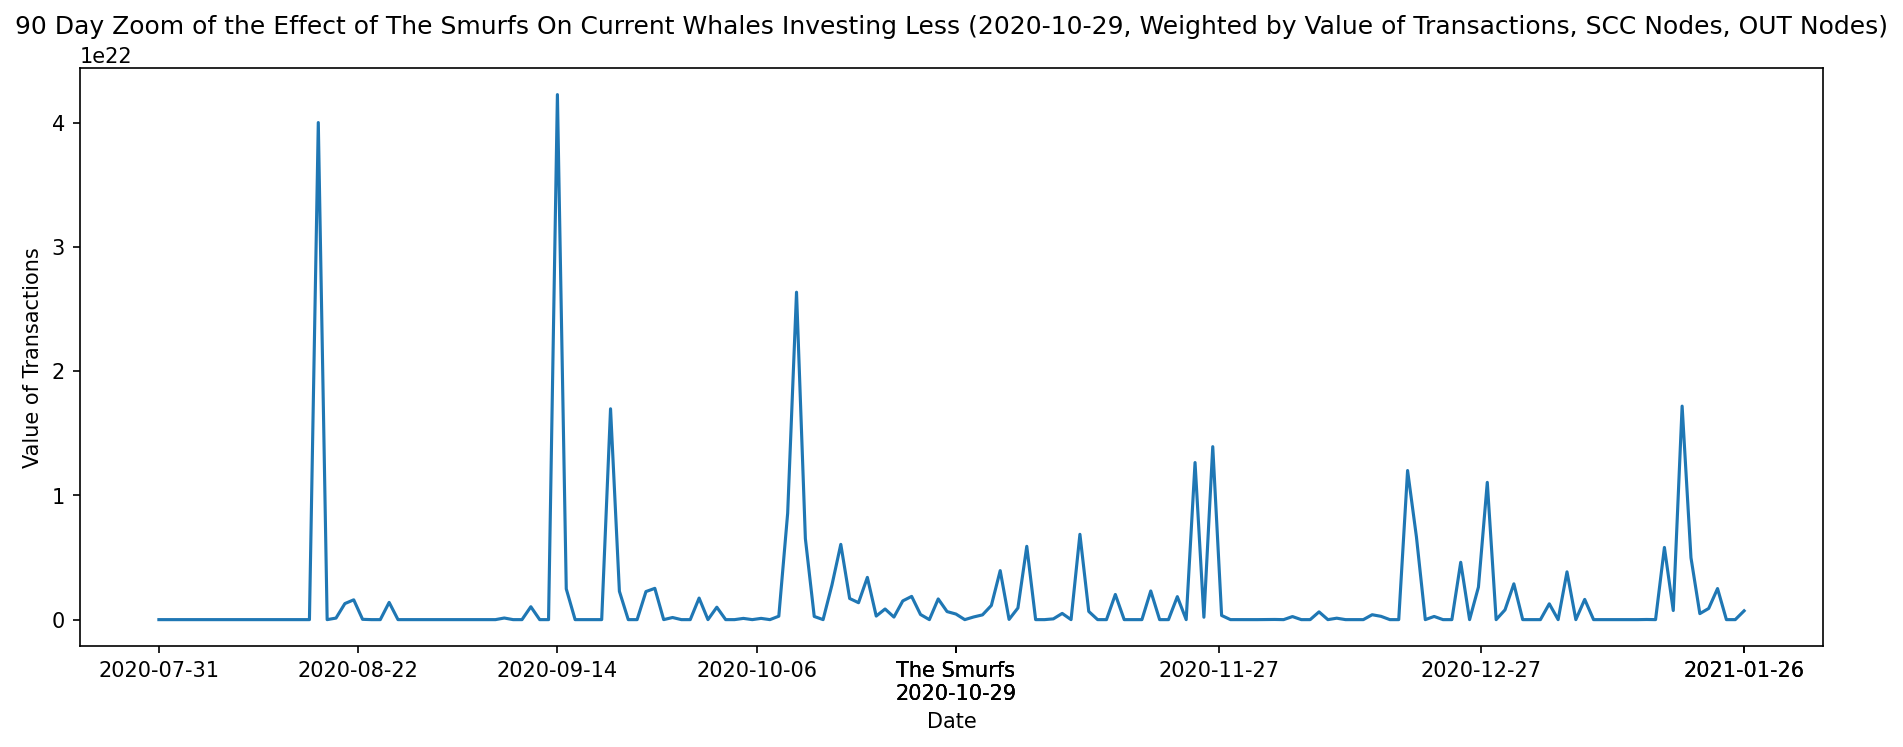 90 Day Zoom of the Effect of The Smurfs On Current Whales Investing Less (2020-10-29, Weighted by Value of Transactions, SCC Nodes, OUT Nodes)
1e22
4
3
2
1
0
Value of Transactions
2020-07-31
2020-08-22
2020-09-14
2020-10-06
The Smurfs
2020-10-29
2020-11-27
2020-12-27
2021-01-26
Date